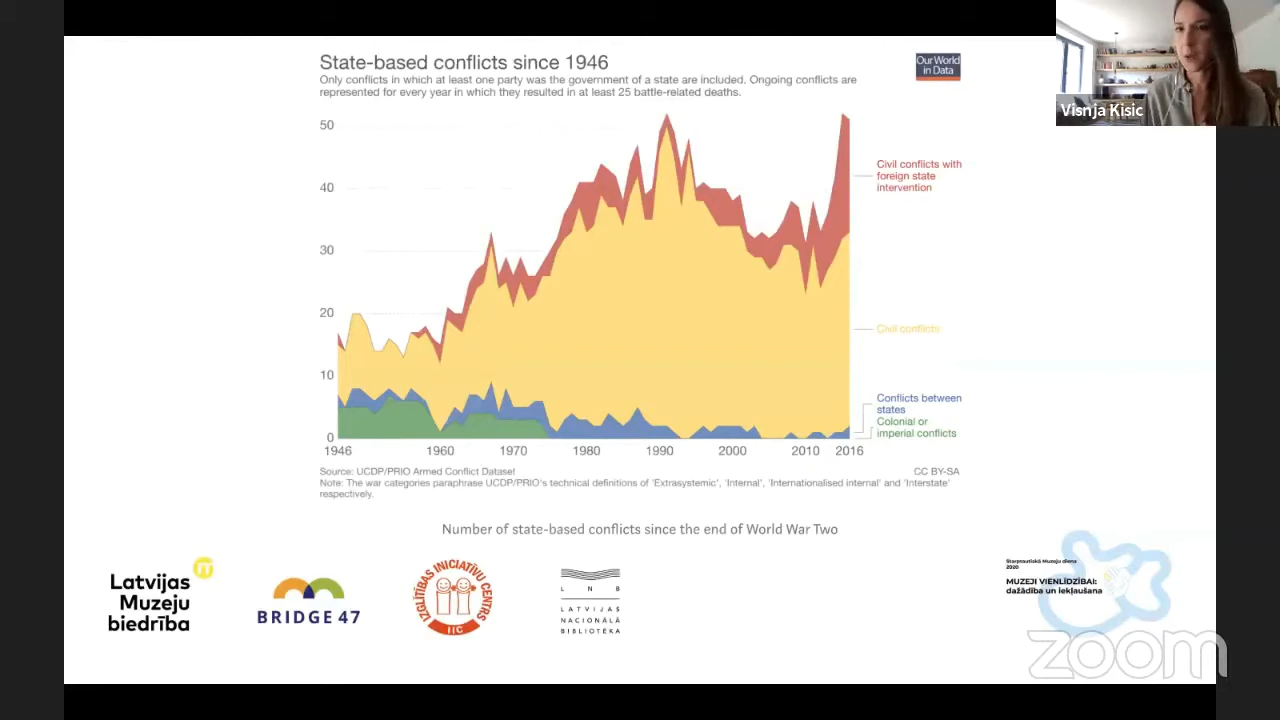 State-based conflicts since 1946
Only conflicts in which at least one party was the government of a state are included. Ongoing conflicts are
represented for every year in which they resulted in at least 25 battle-related deaths.
Our World
in Data
Visnja Kisic
50
40
30
20
10
0
1946
1960
1970
1980
1990
2000
2010
2016
Civil conflicts with
foreign state
intervention
Civil conflicts
Conflicts between
states
Colonial or
imperial conflicts
Source: UCDP/PRIO Armed Conflict Dataset
CC BY-SA
Note: The war categories paraphrase UCDP/PRIO's technical definitions of 'Extrasystemic', 'Internal', 'Internationalised internal' and 'Interstate'
respectively.
Number of state-based conflicts since the end of World War Two
Latvijas
Muzeju
biedrība
BRIDGE 47
IZGLĪTĪBAS INICIATĪVU CENTRS
IIC
L N B
LATVIJAS
NACIONĀLĀ
BIBLIOTĒKA
Starptautiskā Muzeju diena
2020
MUZEJI VIENLĪDZĪBAI:
dažādība un iekļaušana
zoom